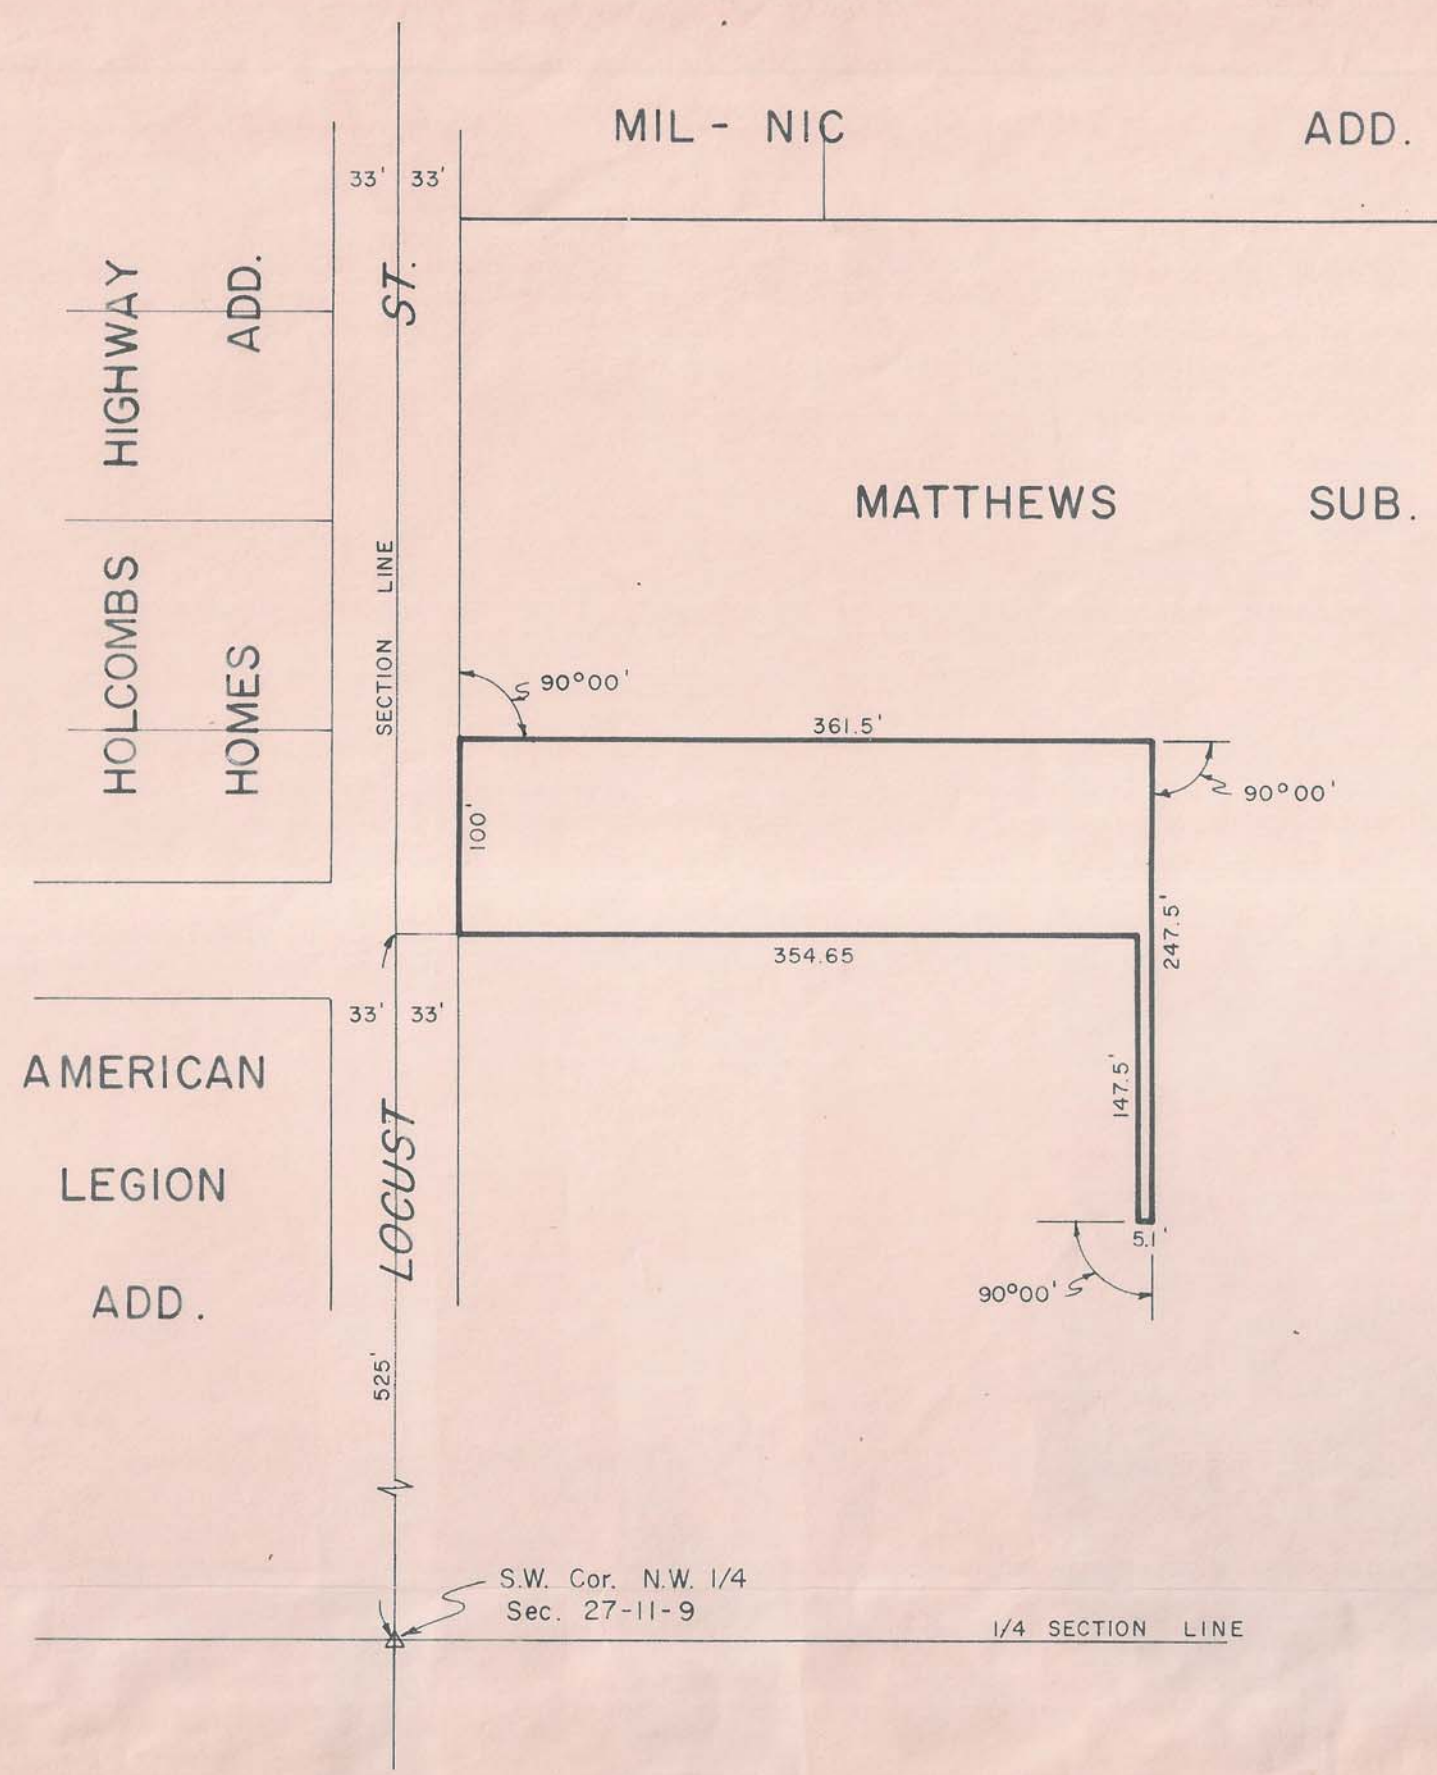 MIL - NIC ADD.
33' 33'
HOLCOMBS HIGHWAY
HOMES ADD.
ST.
SECTION LINE
MATTHEWS SUB.
90°00'
361.5'
90°00'
100'
247.5'
354.65
33' 33'
AMERICAN
LEGION
ADD.
LOCUST
147.5'
5.1'
90°00'
525'
S.W. Cor. N.W. 1/4
Sec. 27-11-9
1/4 SECTION LINE